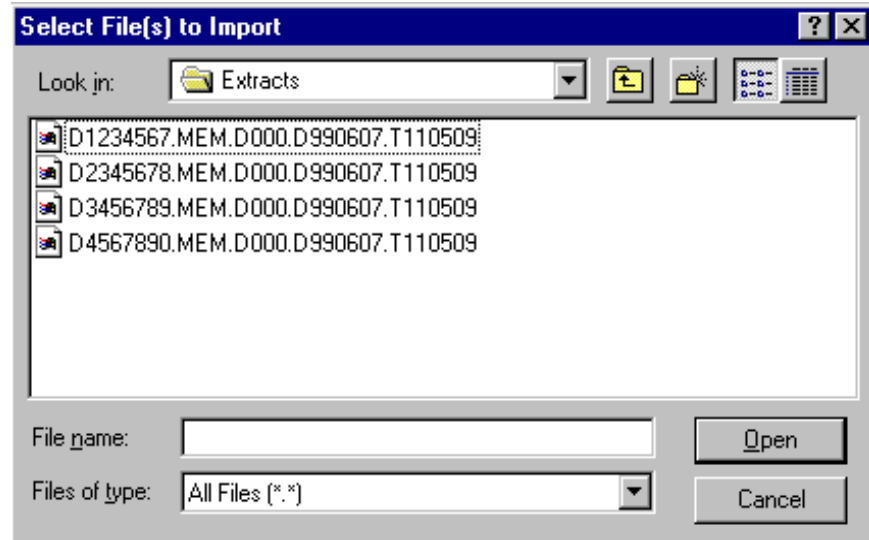 Select File(s) to Import
Look in: Extracts
D1234567.MEM.D000.D990607.T110509
D2345678.MEM.D000.D990607.T110509
D3456789.MEM.D000.D990607.T110509
D4567890.MEM.D000.D990607.T110509
File name: Open
Files of type: All Files (*.*) Cancel